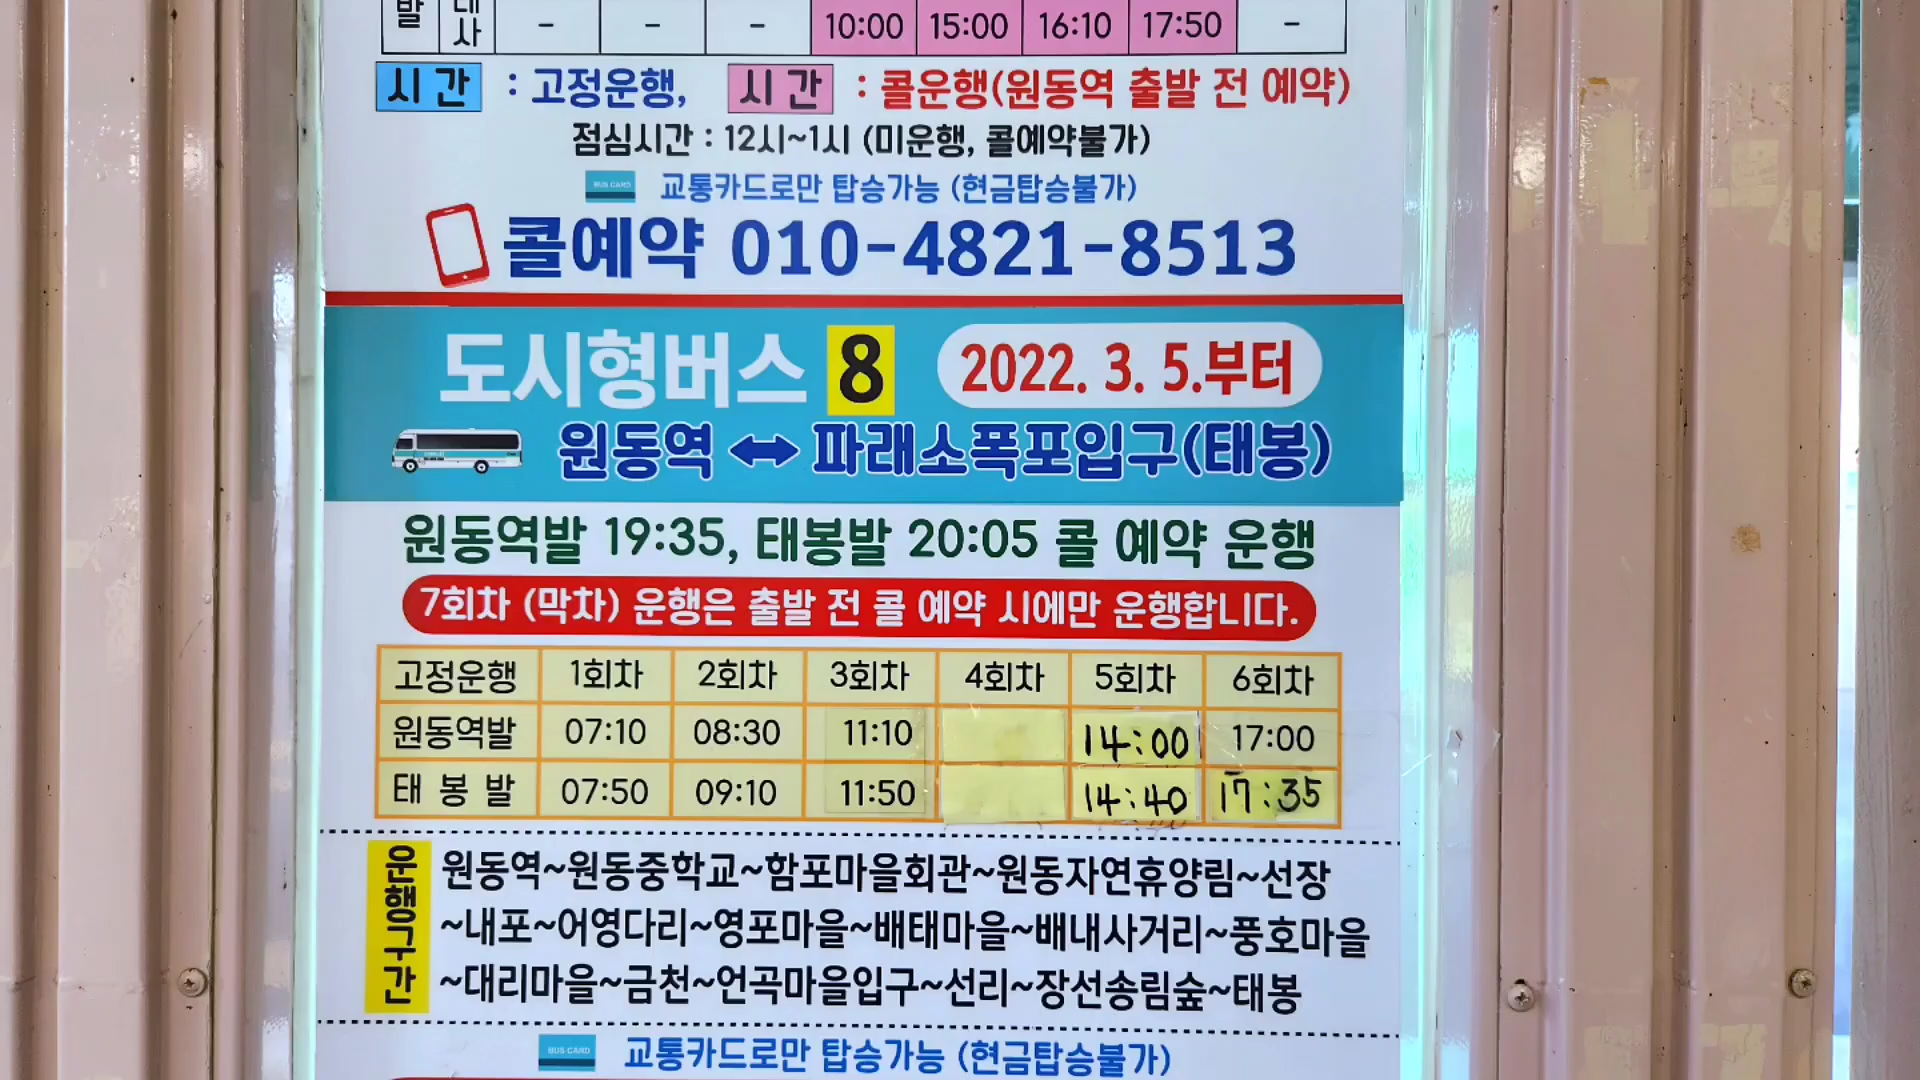 발 대사 - - - 10:00 15:00 16:10 17:50 -
시 간 : 고정운행, 시 간 : 콜운행(원동역 출발 전 예약)
점심시간 : 12시~1시 (미운행, 콜예약불가)
BUS CARD 교통카드로만 탑승가능 (현금탑승불가)
콜예약 010-4821-8513
도시형버스 8 2022. 3. 5.부터
원동역 ↔ 파래소폭포입구(태봉)
원동역발 19:35, 태봉발 20:05 콜 예약 운행
7회차 (막차) 운행은 출발 전 콜 예약 시에만 운행합니다.
고정운행 1회차 2회차 3회차 4회차 5회차 6회차
원동역발 07:10 08:30 11:10 14:00 17:00
태 봉 발 07:50 09:10 11:50 14:40 17:35
운행구간
원동역~원동중학교~함포마을회관~원동자연휴양림~선장
~내포~어영다리~영포마을~배태마을~배내사거리~풍호마을
~대리마을~금천~언곡마을입구~선리~장선송림숲~태봉
BUS CARD 교통카드로만 탑승가능 (현금탑승불가)